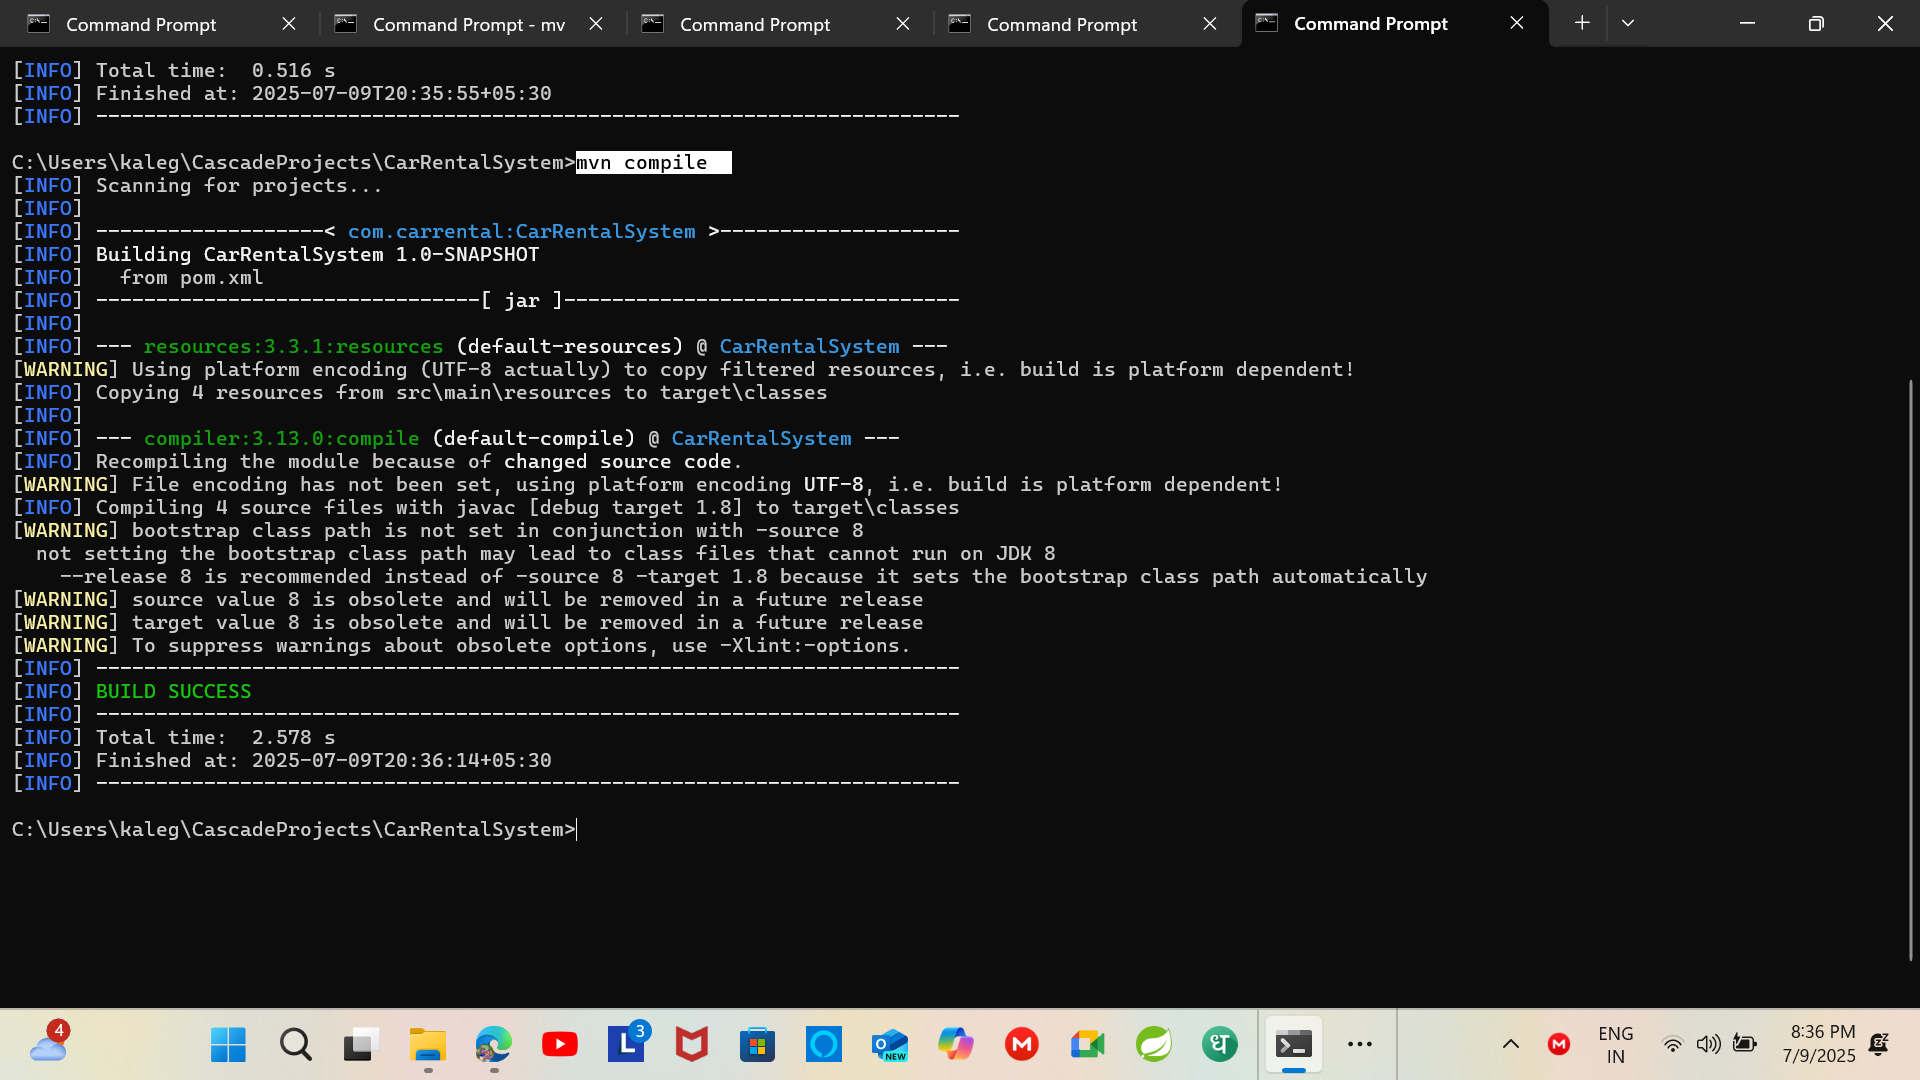 Command Prompt
Command Prompt - mv
Command Prompt
Command Prompt
Command Prompt
[INFO] Total time:  0.516 s
[INFO] Finished at: 2025-07-09T20:35:55+05:30
[INFO] ------------------------------------------------------------------------
C:\Users\kaleg\CascadeProjects\CarRentalSystem>mvn compile
[INFO] Scanning for projects...
[INFO]
[INFO] -------------------< com.carrental:CarRentalSystem >--------------------
[INFO] Building CarRentalSystem 1.0-SNAPSHOT
[INFO]   from pom.xml
[INFO] --------------------------------[ jar ]---------------------------------
[INFO]
[INFO] --- resources:3.3.1:resources (default-resources) @ CarRentalSystem ---
[WARNING] Using platform encoding (UTF-8 actually) to copy filtered resources, i.e. build is platform dependent!
[INFO] Copying 4 resources from src\main\resources to target\classes
[INFO]
[INFO] --- compiler:3.13.0:compile (default-compile) @ CarRentalSystem ---
[INFO] Recompiling the module because of changed source code.
[WARNING] File encoding has not been set, using platform encoding UTF-8, i.e. build is platform dependent!
[INFO] Compiling 4 source files with javac [debug target 1.8] to target\classes
[WARNING] bootstrap class path is not set in conjunction with -source 8
  not setting the bootstrap class path may lead to class files that cannot run on JDK 8
    --release 8 is recommended instead of -source 8 -target 1.8 because it sets the bootstrap class path automatically
[WARNING] source value 8 is obsolete and will be removed in a future release
[WARNING] target value 8 is obsolete and will be removed in a future release
[WARNING] To suppress warnings about obsolete options, use -Xlint:-options.
[INFO] ------------------------------------------------------------------------
[INFO] BUILD SUCCESS
[INFO] ------------------------------------------------------------------------
[INFO] Total time:  2.578 s
[INFO] Finished at: 2025-07-09T20:36:14+05:30
[INFO] ------------------------------------------------------------------------
C:\Users\kaleg\CascadeProjects\CarRentalSystem>
4
L 3
O NEW
M
ध
M
ENG
IN
8:36 PM
7/9/2025